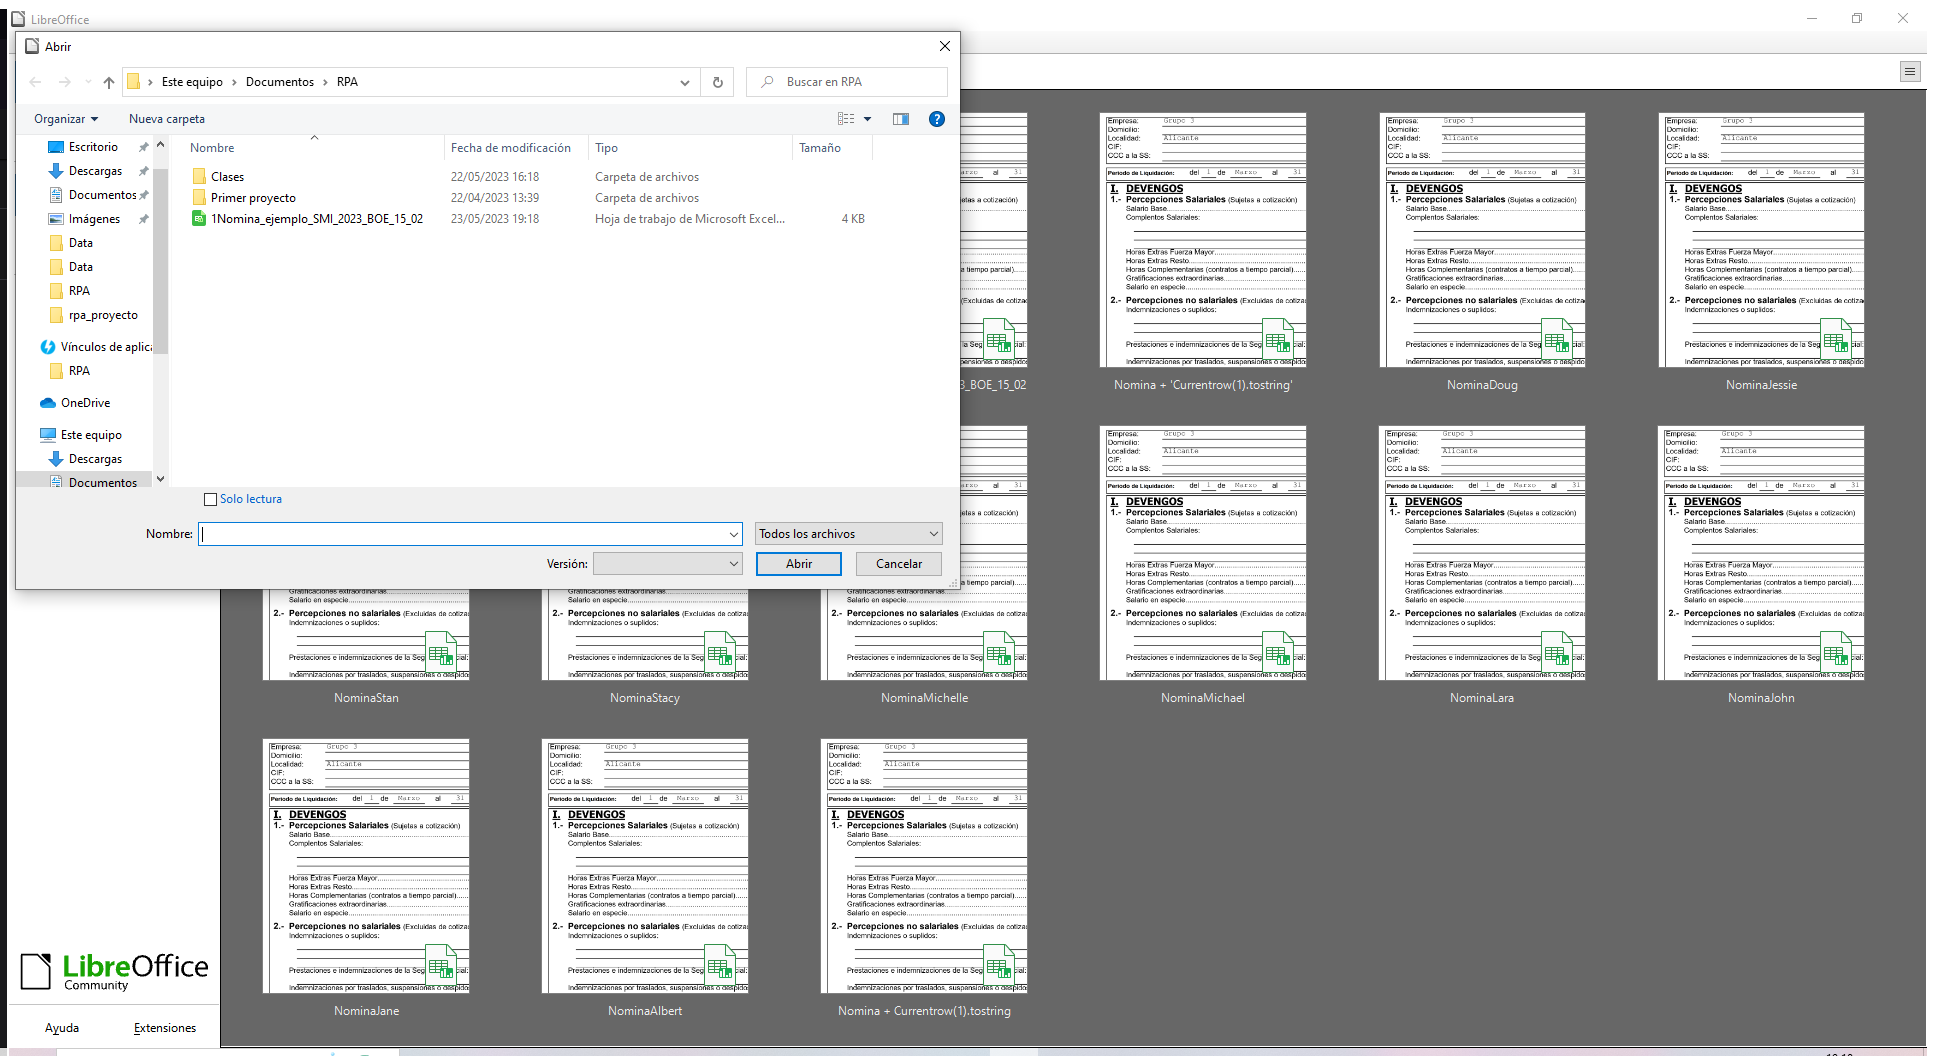 LibreOffice
Abrir
Este equipo > Documentos > RPA
Buscar en RPA
Organizar
Nueva carpeta
Nombre
Fecha de modificación
Tipo
Tamaño
Escritorio
Descargas
Documentos
Imágenes
Data
Data
RPA
rpa_proyecto
Vínculos de aplica
RPA
OneDrive
Este equipo
Descargas
Documentos
Clases 22/05/2023 16:18 Carpeta de archivos
Primer proyecto 22/04/2023 13:39 Carpeta de archivos
1Nomina_ejemplo_SMI_2023_BOE_15_02 23/05/2023 19:18 Hoja de trabajo de Microsoft Excel... 4 KB
Solo lectura
Nombre:
Todos los archivos
Versión:
Abrir
Cancelar
Empresa: Grupo 3
Domicilio:
Localidad: Alicante
CIF:
CCC a la SS:
Periodo de Liquidación: del 1 de Marzo al 31
I. DEVENGOS
1.- Percepciones Salariales (Sujetas a cotización)
Salario Base
Complentos Salariales:
Horas Extras Fuerza Mayor
Horas Extras Resto
Horas Complementarias (contratos a tiempo parcial)
Gratificaciones extraordinarias
Salario en especie
2.- Percepciones no salariales (Excluidas de cotiza
Indemnizaciones o suplidos:
Prestaciones e indemnizaciones de la Seg
Indemnizaciones por traslados, suspensiones o despido
3_BOE_15_02
Nomina + 'Currentrow(1).tostring'
NominaDoug
NominaJessie
NominaStan
NominaStacy
NominaMichelle
NominaMichael
NominaLara
NominaJohn
NominaJane
NominaAlbert
Nomina + Currentrow(1).tostring
LibreOffice
Community
Ayuda
Extensiones